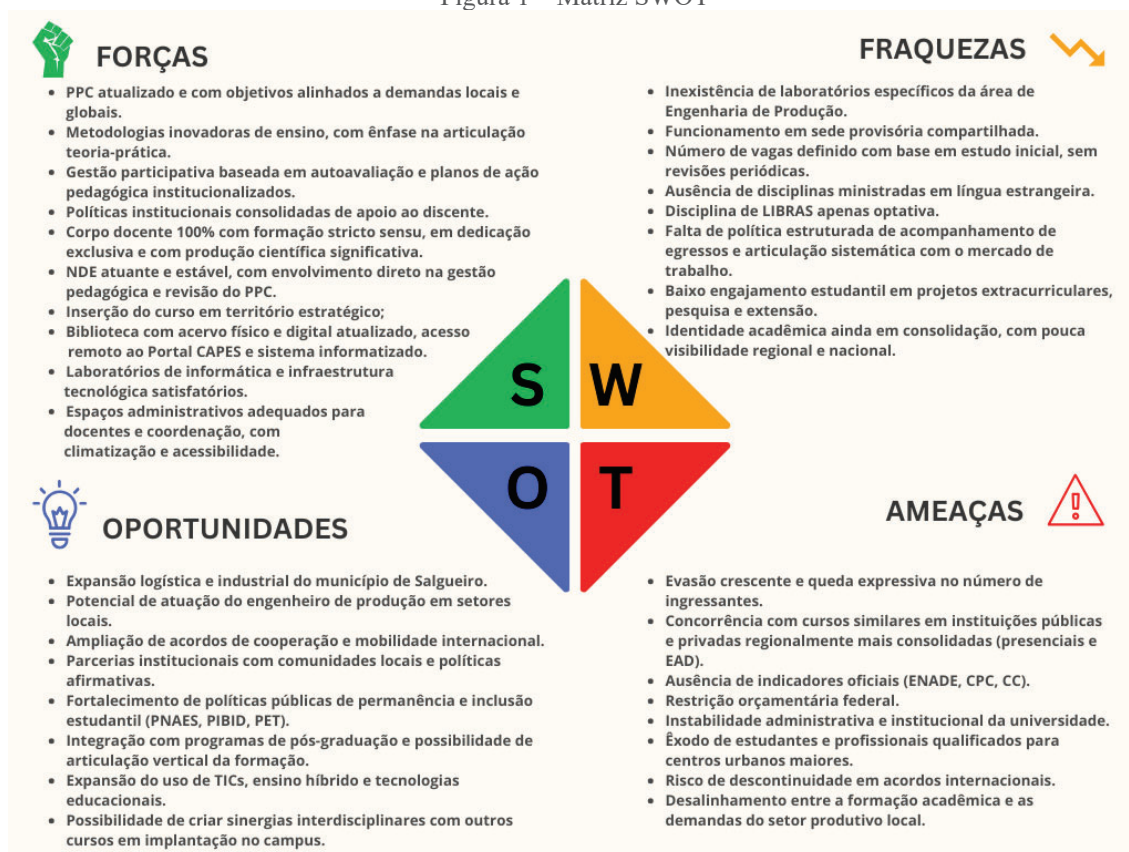 Figura 1 – Matriz SWOT
FORÇAS
• PPC atualizado e com objetivos alinhados a demandas locais e
globais.
• Metodologias inovadoras de ensino, com ênfase na articulação
teoria-prática.
• Gestão participativa baseada em autoavaliação e planos de ação
pedagógica institucionalizados.
• Políticas institucionais consolidadas de apoio ao discente.
• Corpo docente 100% com formação stricto sensu, em dedicação
exclusiva e com produção científica significativa.
• NDE atuante e estável, com envolvimento direto na gestão
pedagógica e revisão do PPC.
• Inserção do curso em território estratégico;
• Biblioteca com acervo físico e digital atualizado, acesso
remoto ao Portal CAPES e sistema informatizado.
• Laboratórios de informática e infraestrutura
tecnológica satisfatórios.
• Espaços administrativos adequados para
docentes e coordenação, com
climatização e acessibilidade.
FRAQUEZAS
• Inexistência de laboratórios específicos da área de
Engenharia de Produção.
• Funcionamento em sede provisória compartilhada.
• Número de vagas definido com base em estudo inicial, sem
revisões periódicas.
• Ausência de disciplinas ministradas em língua estrangeira.
• Disciplina de LIBRAS apenas optativa.
• Falta de política estruturada de acompanhamento de
egressos e articulação sistemática com o mercado de
trabalho.
• Baixo engajamento estudantil em projetos extracurriculares,
pesquisa e extensão.
• Identidade acadêmica ainda em consolidação, com pouca
visibilidade regional e nacional.
S
W
O
T
OPORTUNIDADES
• Expansão logística e industrial do município de Salgueiro.
• Potencial de atuação do engenheiro de produção em setores
locais.
• Ampliação de acordos de cooperação e mobilidade internacional.
• Parcerias institucionais com comunidades locais e políticas
afirmativas.
• Fortalecimento de políticas públicas de permanência e inclusão
estudantil (PNAES, PIBID, PET).
• Integração com programas de pós-graduação e possibilidade de
articulação vertical da formação.
• Expansão do uso de TICs, ensino híbrido e tecnologias
educacionais.
• Possibilidade de criar sinergias interdisciplinares com outros
cursos em implantação no campus.
AMEAÇAS
• Evasão crescente e queda expressiva no número de
ingressantes.
• Concorrência com cursos similares em instituições públicas
e privadas regionalmente mais consolidadas (presenciais e
EAD).
• Ausência de indicadores oficiais (ENADE, CPC, CC).
• Restrição orçamentária federal.
• Instabilidade administrativa e institucional da universidade.
• Êxodo de estudantes e profissionais qualificados para
centros urbanos maiores.
• Risco de descontinuidade em acordos internacionais.
• Desalinhamento entre a formação acadêmica e as
demandas do setor produtivo local.